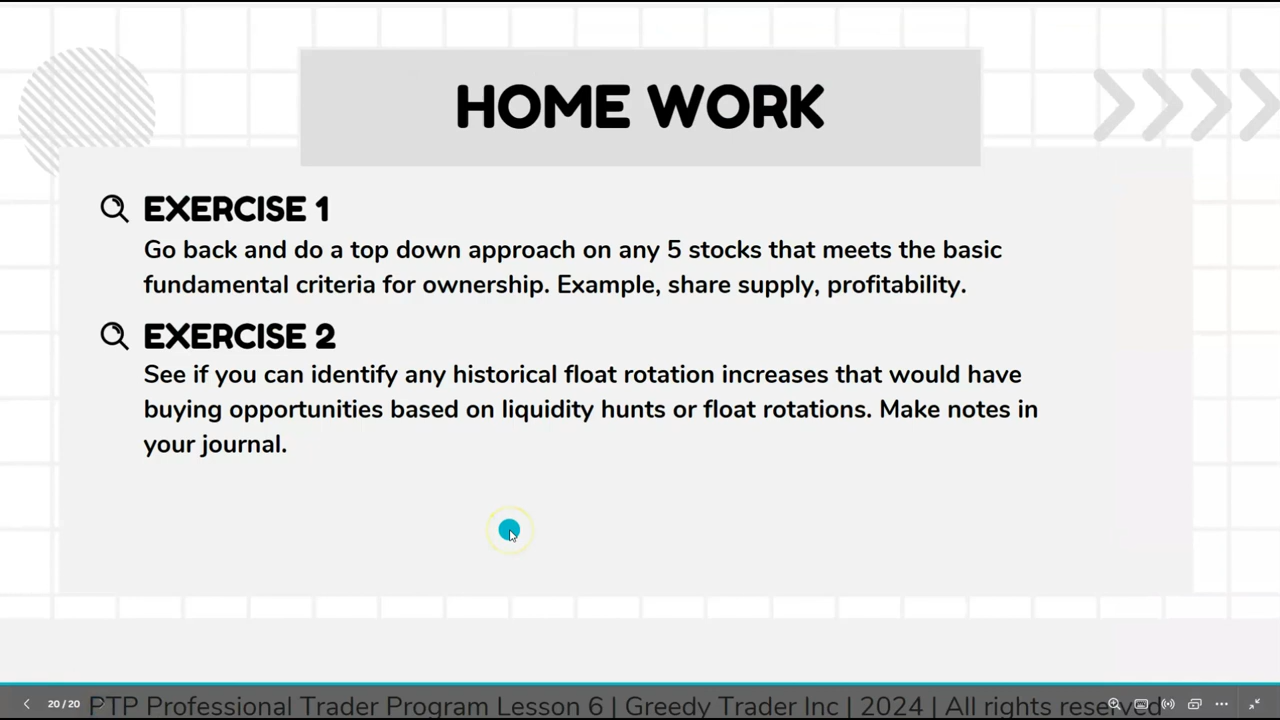 HOME WORK
EXERCISE 1
Go back and do a top down approach on any 5 stocks that meets the basic
fundamental criteria for ownership. Example, share supply, profitability.
EXERCISE 2
See if you can identify any historical float rotation increases that would have
buying opportunities based on liquidity hunts or float rotations. Make notes in
your journal.
20 / 20
PTP Professional Trader Program Lesson 6 | Greedy Trader Inc | 2024 | All rights reserved